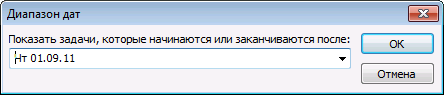 Диапазон дат
Показать задачи, которые начинаются или заканчиваются после:
Чт 01.09.11
OK
Отмена